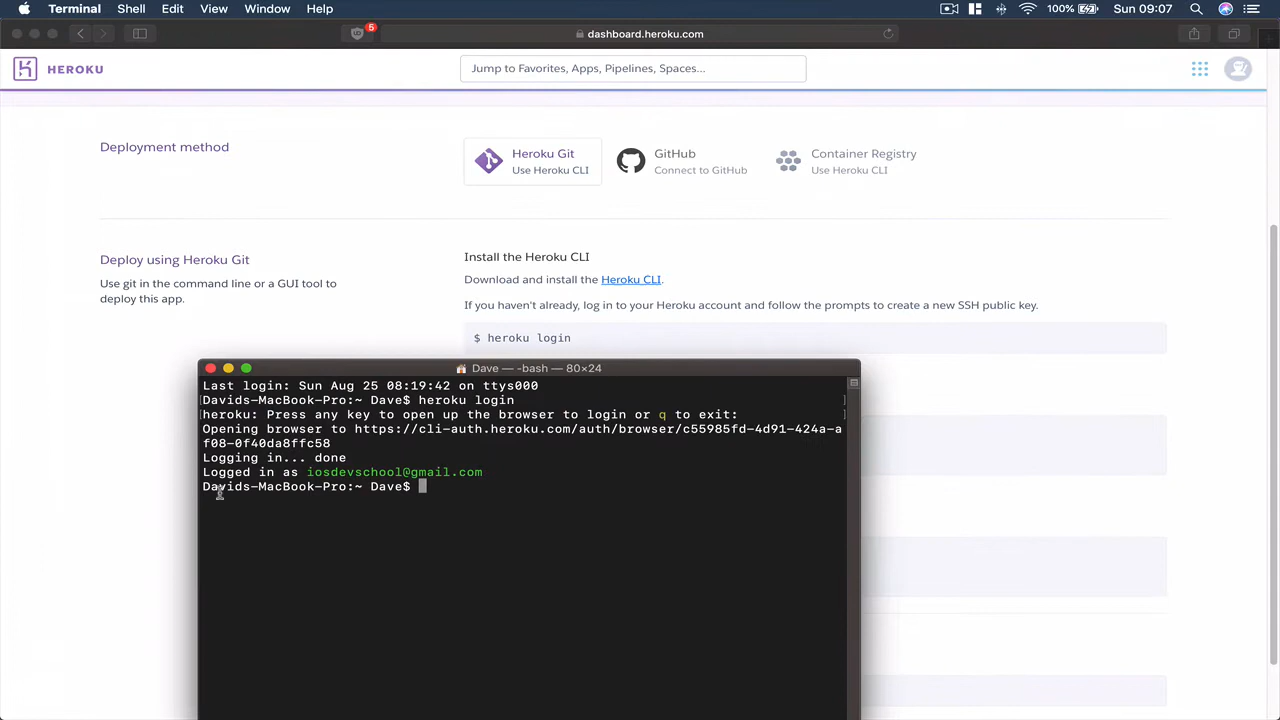 Terminal Shell Edit View Window Help 100% Sun 09:07
5 dashboard.heroku.com
HEROKU Jump to Favorites, Apps, Pipelines, Spaces...
Deployment method
Heroku Git
Use Heroku CLI
GitHub
Connect to GitHub
Container Registry
Use Heroku CLI
Deploy using Heroku Git
Use git in the command line or a GUI tool to
deploy this app.
Install the Heroku CLI
Download and install the Heroku CLI.
If you haven't already, log in to your Heroku account and follow the prompts to create a new SSH public key.
$ heroku login
Dave — -bash — 80×24
Last login: Sun Aug 25 08:19:42 on ttys000
[Davids-MacBook-Pro:~ Dave$ heroku login ]
[heroku: Press any key to open up the browser to login or q to exit: ]
Opening browser to https://cli-auth.heroku.com/auth/browser/c55985fd-4d91-424a-a
f08-0f40da8ffc58
Logging in... done
Logged in as iosdevschool@gmail.com
Davids-MacBook-Pro:~ Dave$